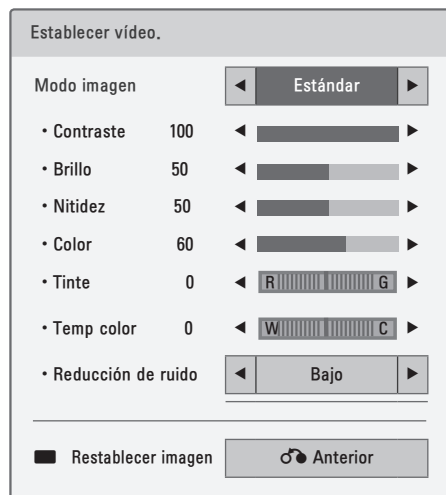 Establecer vídeo.
Modo imagen ◀ Estándar ▶
• Contraste 100 ◀ ▶
• Brillo 50 ◀ ▶
• Nitidez 50 ◀ ▶
• Color 60 ◀ ▶
• Tinte 0 ◀ R G ▶
• Temp color 0 ◀ W C ▶
• Reducción de ruido ◀ Bajo ▶
Restablecer imagen Anterior